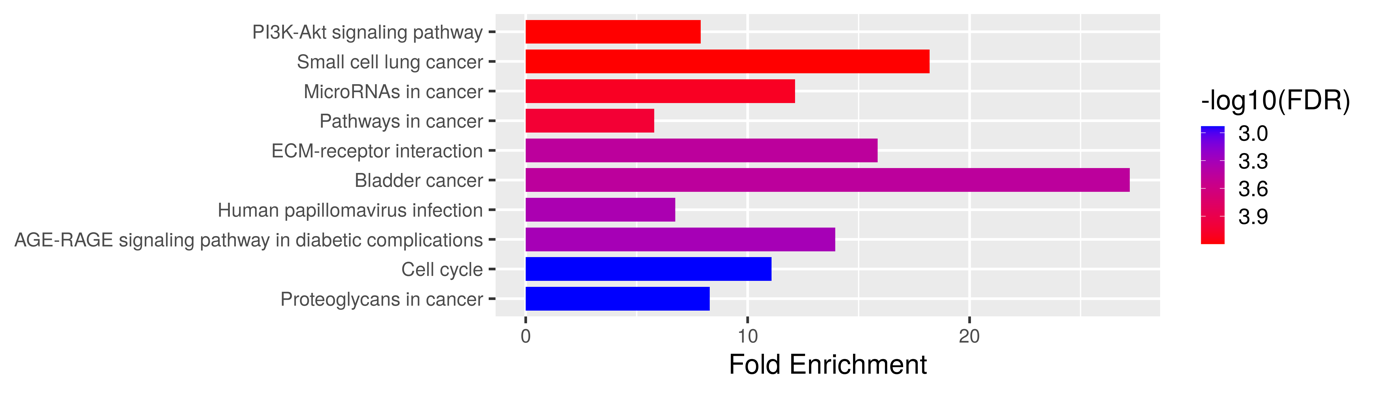 PI3K-Akt signaling pathway
Small cell lung cancer
MicroRNAs in cancer
Pathways in cancer
ECM-receptor interaction
Bladder cancer
Human papillomavirus infection
AGE-RAGE signaling pathway in diabetic complications
Cell cycle
Proteoglycans in cancer
0 10 20
Fold Enrichment
-log10(FDR)
3.0
3.3
3.6
3.9